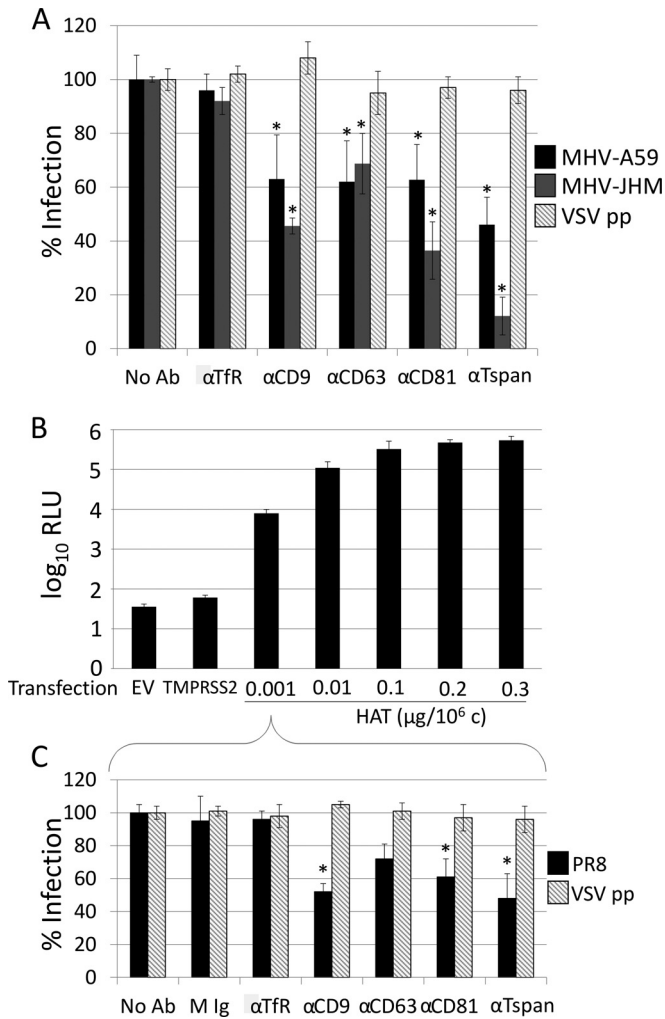 A
120
100
80
60
40
20
0
% Infection
* * * * * * * *
No Ab αTfR αCD9 αCD63 αCD81 αTspan
MHV-A59
MHV-JHM
VSV pp
B
6
5
4
3
2
1
0
log10 RLU
Transfection EV TMPRSS2 0.001 0.01 0.1 0.2 0.3
HAT (μg/10⁶ c)
C
120
100
80
60
40
20
0
% Infection
* * *
No Ab M Ig αTfR αCD9 αCD63 αCD81 αTspan
PR8
VSV pp